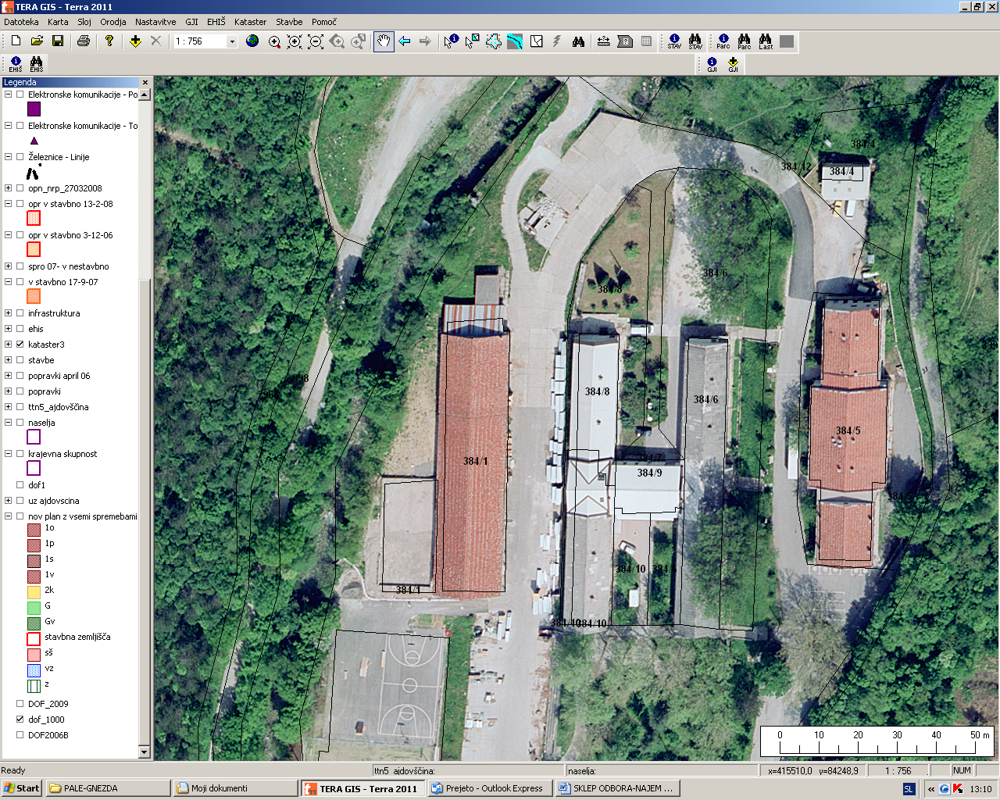 TERA GIS - Terra 2011
Datoteka Karta Sloj Orodja Nastavitve GJI EHIŠ Kataster Stavbe Pomoč
1 : 756
STAV STAV Parc Parc Last
EHIŠ EHIS GJI GJI
Legenda
Elektronske komunikacije - Po
Elektronske komunikacije - To
Železnice - Linije
opn_nrp_27032008
opr v stavbno 13-2-08
opr v stavbno 3-12-06
spro 07- v nestavbno
v stavbno 17-9-07
infrastruktura
ehis
kataster3
stavbe
popravki april 06
popravki
ttn5_ajdovščina
naselja
krajevna skupnost
dof1
uz ajdovscina
nov plan z vsemi spremembami
1o
1p
1s
1v
2k
G
Gv
stavbna zemljišča
sš
vz
z
DOF_2009
dof_1000
DOF2006B
384/4
384/12
384/4
384/6
384/8
384/8
384/6
384/5
384/7
384/1
384/9
384/10
384/1
384/10
0 10 20 30 40 50 m
Ready ttn5_ajdovščina: naselja: x=415510,0 y=84248,9 1 : 756 NUM
Start PALE-GNEZDA Moji dokumenti TERA GIS - Terra 2011 Prejeto - Outlook Express SKLEP ODBORA-NAJEM ... SL « 13:10